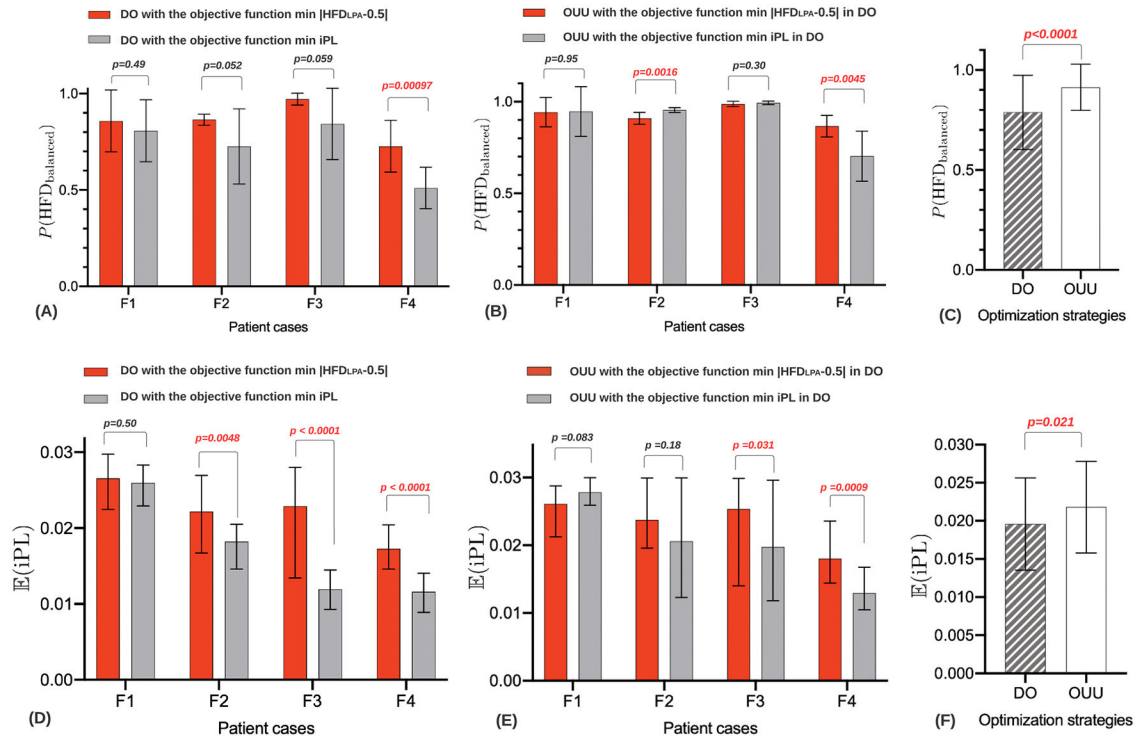 DO with the objective function min |HFDLPA-0.5|
DO with the objective function min iPL
p=0.49
p=0.052
p=0.059
p=0.00097
P(HFDbalanced)
1.0
0.5
0.0
F1 F2 F3 F4
(A)
Patient cases
OUU with the objective function min |HFDLPA-0.5| in DO
OUU with the objective function min iPL in DO
p=0.95
p=0.0016
p=0.30
p=0.0045
P(HFDbalanced)
1.0
0.5
0.0
F1 F2 F3 F4
(B)
Patient cases
p<0.0001
P(HFDbalanced)
1.0
0.5
0.0
DO OUU
(C)
Optimization strategies
DO with the objective function min |HFDLPA-0.5|
DO with the objective function min iPL
p=0.50
p=0.0048
p < 0.0001
p < 0.0001
𝔼(iPL)
0.03
0.02
0.01
0.00
F1 F2 F3 F4
(D)
Patient cases
OUU with the objective function min |HFDLPA-0.5| in DO
OUU with the objective function min iPL in DO
p =0.083
p =0.18
p =0.031
p =0.0009
𝔼(iPL)
0.03
0.02
0.01
0.00
F1 F2 F3 F4
(E)
Patient cases
p=0.021
𝔼(iPL)
0.030
0.025
0.020
0.015
0.010
0.005
0.000
DO OUU
(F)
Optimization strategies